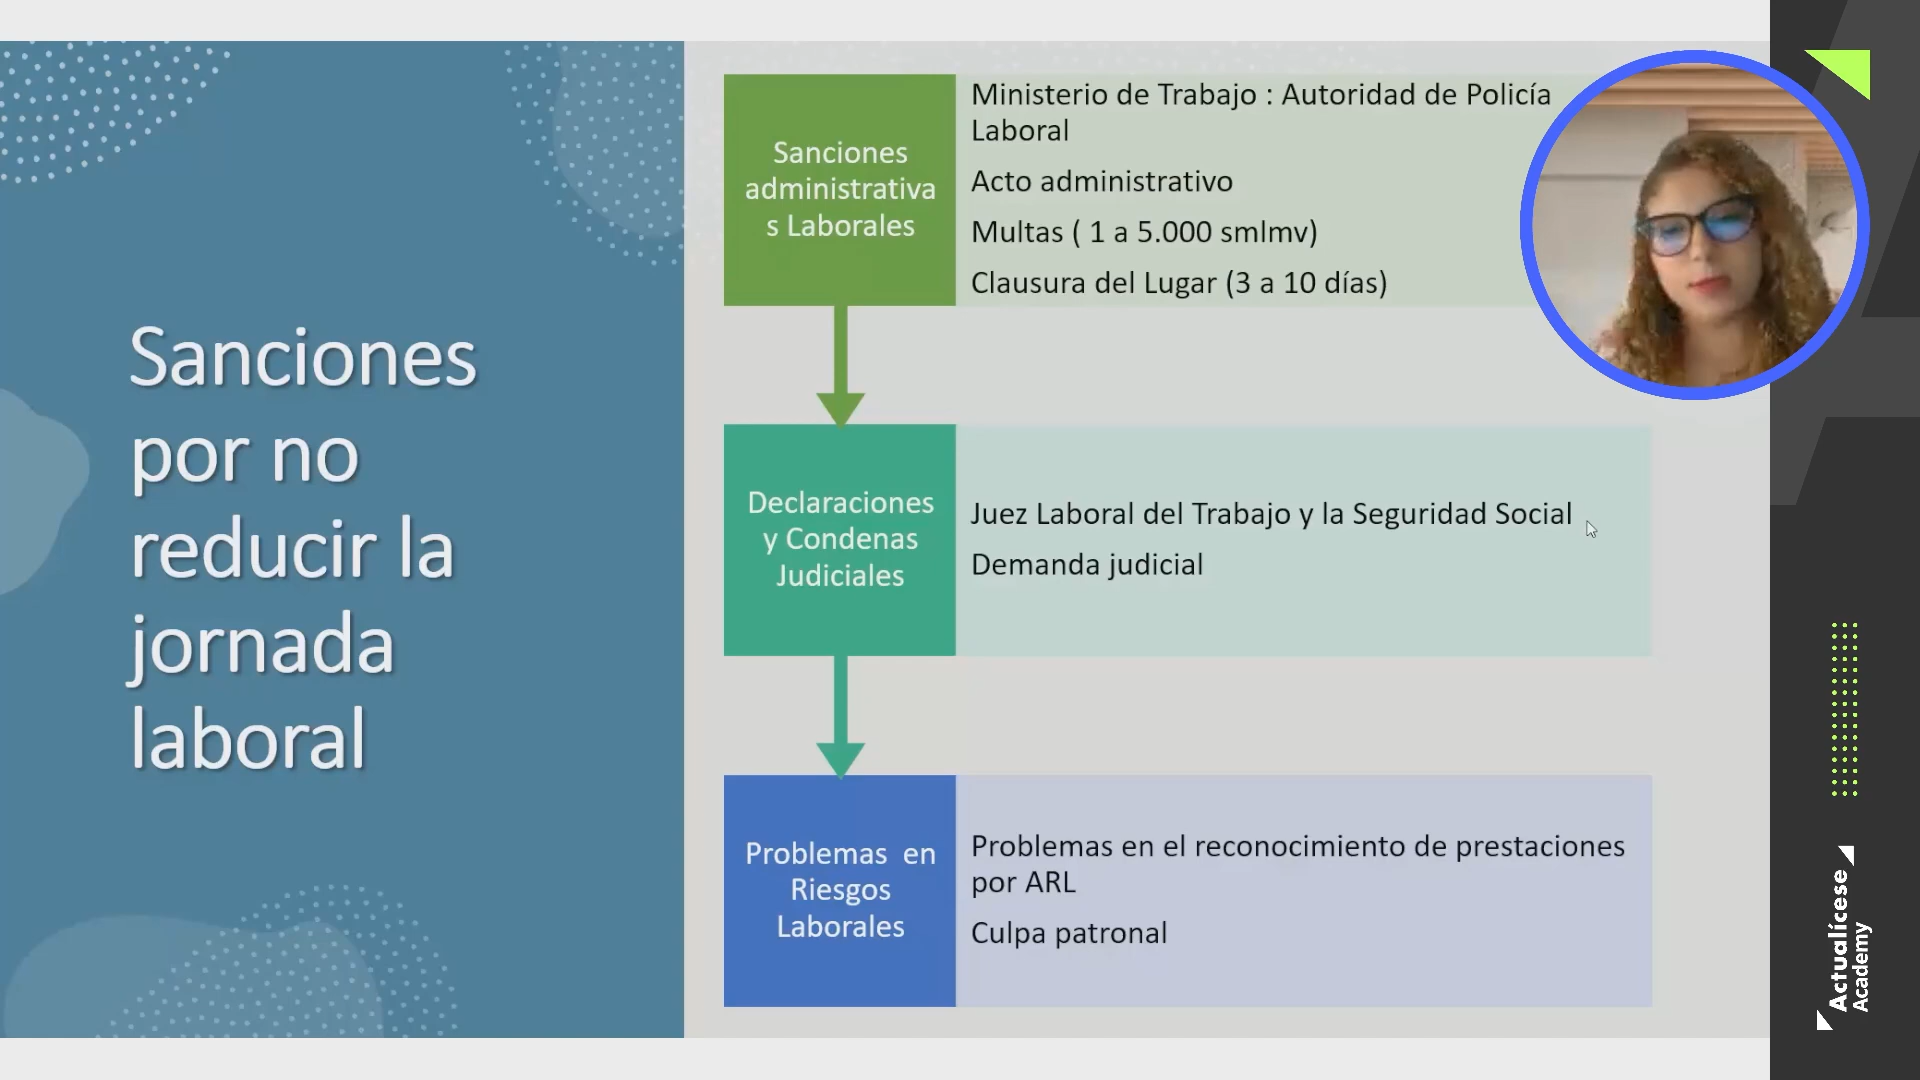 Sanciones
por no
reducir la
jornada
laboral
Sanciones
administrativa
s Laborales
Ministerio de Trabajo : Autoridad de Policía
Laboral
Acto administrativo
Multas ( 1 a 5.000 smlmv)
Clausura del Lugar (3 a 10 días)
Declaraciones
y Condenas
Judiciales
Juez Laboral del Trabajo y la Seguridad Social
Demanda judicial
Problemas  en
Riesgos
Laborales
Problemas en el reconocimiento de prestaciones
por ARL
Culpa patronal
Actualícese
Academy